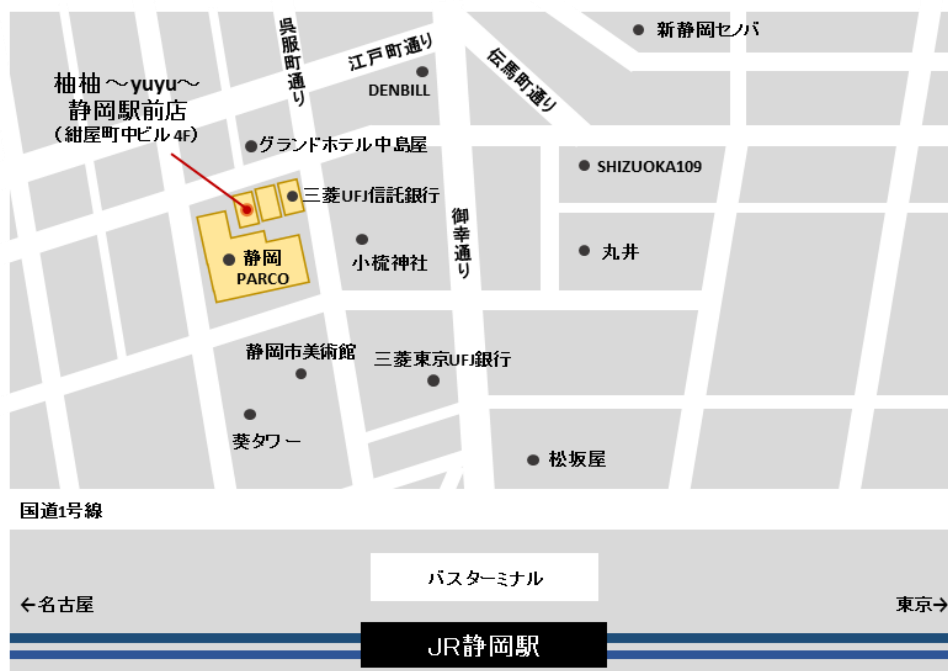 新静岡セノバ
呉服町通り
江戸町通り
伝馬町通り
DENBILL
柚柚～yuyu～
静岡駅前店
（紺屋町中ビル4F）
グランドホテル中島屋
SHIZUOKA109
三菱UFJ信託銀行
御幸通り
小梳神社
丸井
静岡
PARCO
静岡市美術館
三菱東京UFJ銀行
葵タワー
松坂屋
国道1号線
バスターミナル
←名古屋
東京→
JR静岡駅